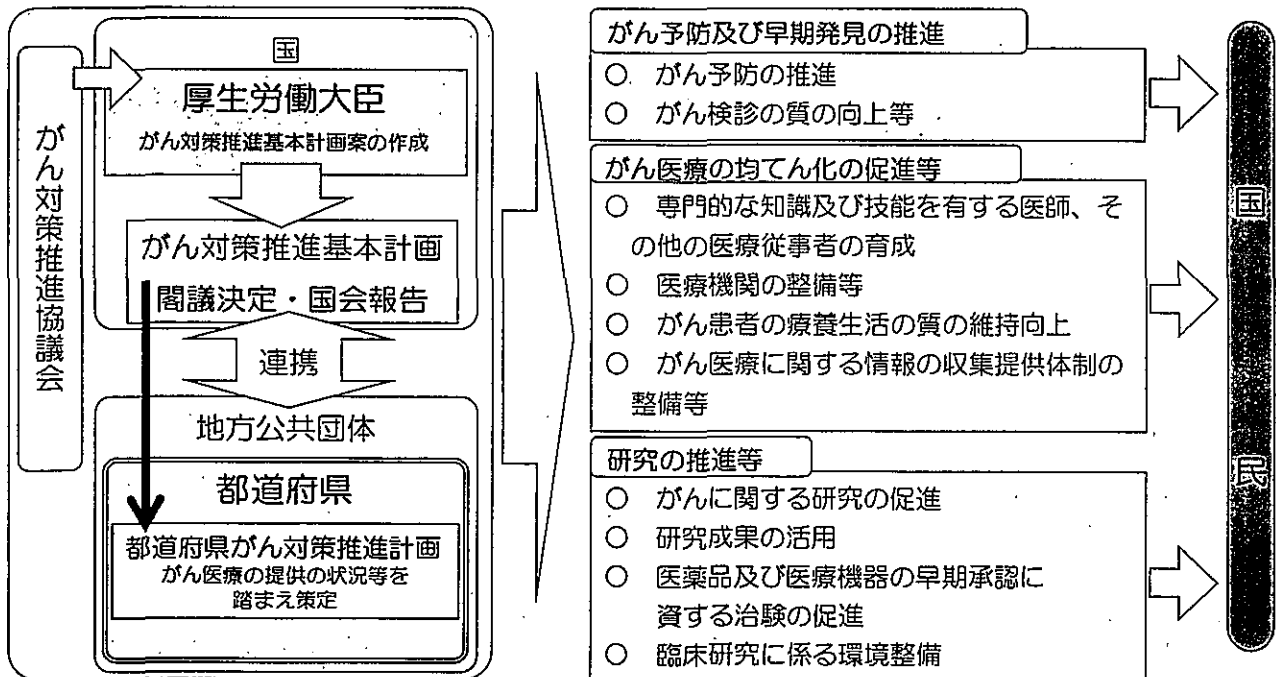 がん対策推進協議会
国
厚生労働大臣
がん対策推進基本計画案の作成
がん対策推進基本計画
閣議決定・国会報告
連携
地方公共団体
都道府県
都道府県がん対策推進計画
がん医療の提供の状況等を
踏まえ策定
がん予防及び早期発見の推進
○ がん予防の推進
○ がん検診の質の向上等
がん医療の均てん化の促進等
○ 専門的な知識及び技能を有する医師、そ
の他の医療従事者の育成
○ 医療機関の整備等
○ がん患者の療養生活の質の維持向上
○ がん医療に関する情報の収集提供体制の
整備等
研究の推進等
○ がんに関する研究の促進
○ 研究成果の活用
○ 医薬品及び医療機器の早期承認に
資する治験の促進
○ 臨床研究に係る環境整備
国民